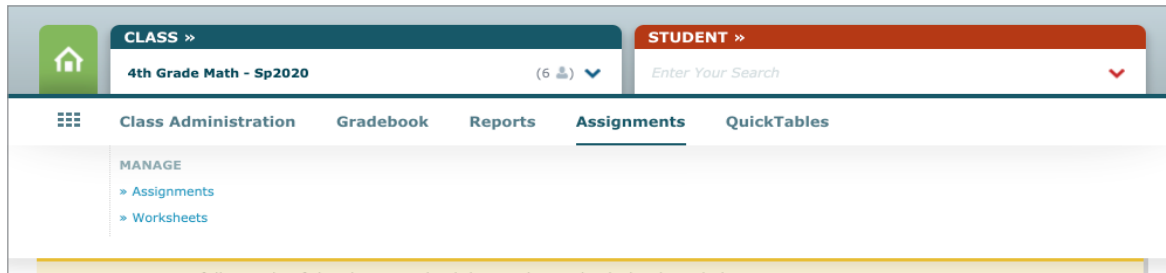 CLASS »
4th Grade Math - Sp2020 (6 )
STUDENT »
Enter Your Search
Class Administration Gradebook Reports Assignments QuickTables
MANAGE
» Assignments
» Worksheets